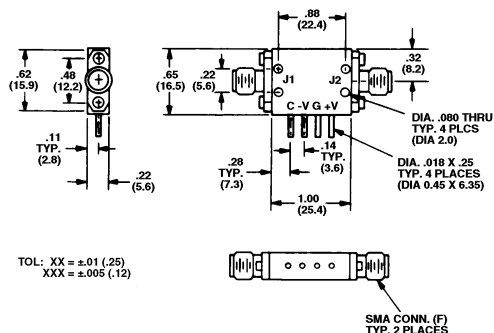 .88
(22.4)
.62
(15.9)
.48
(12.2)
.65
(16.5)
.22
(5.6)
J1
J2
.32
(8.2)
C -V G +V
DIA. .080 THRU
TYP. 4 PLCS
(DIA 2.0)
.11
TYP.
(2.8)
.22
(5.6)
.28
TYP.
(7.3)
.14
TYP.
(3.6)
DIA. .018 X .25
TYP. 4 PLACES
(DIA 0.45 X 6.35)
1.00
(25.4)
TOL: XX = ±.01 (.25)
XXX = ±.005 (.12)
SMA CONN. (F)
TYP. 2 PLACES